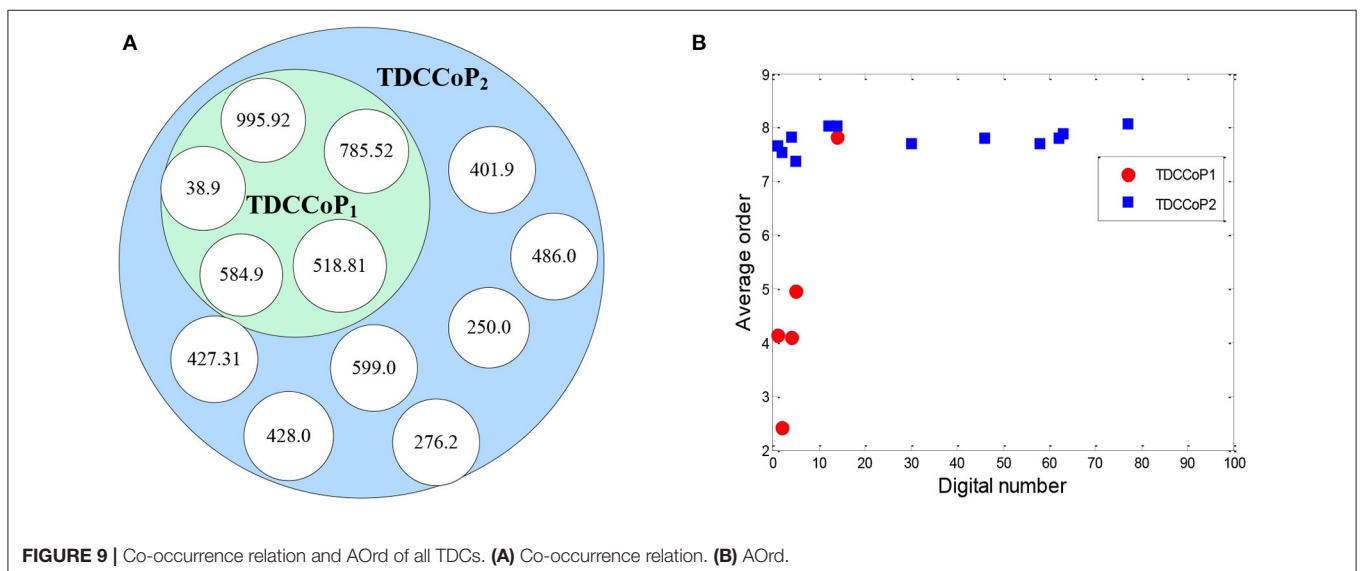 A
TDCCoP2
995.92
785.52
401.9
38.9
TDCCoP1
486.0
584.9
518.81
250.0
427.31
599.0
428.0
276.2
B
9
8
7
6
5
4
3
2
0 10 20 30 40 50 60 70 80 90 100
Average order
Digital number
TDCCoP1
TDCCoP2
FIGURE 9 | Co-occurrence relation and AOrd of all TDCs. (A) Co-occurrence relation. (B) AOrd.